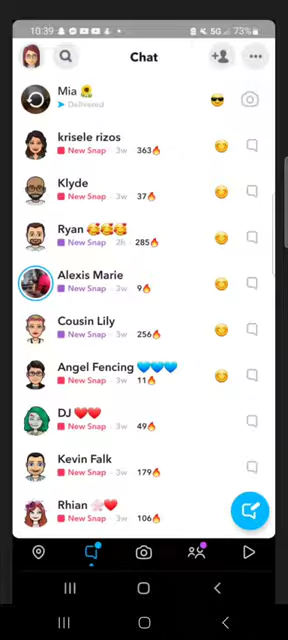 10:39 5G 73%
Chat
Mia 🌻
Delivered
krisele rizos
New Snap · 3w 363🔥
Klyde
New Snap · 3w 37🔥
Ryan 🥰🥰🥰
New Snap · 2h · 285🔥
Alexis Marie
New Snap · 3w 9🔥
Cousin Lily
New Snap · 3w 256🔥
Angel Fencing 💙💙💙
New Snap · 3w 11🔥
DJ ❤️❤️
New Snap · 3w 49🔥
Kevin Falk
New Snap · 3w 179🔥
Rhian 🌸❤️
New Snap · 3w 106🔥